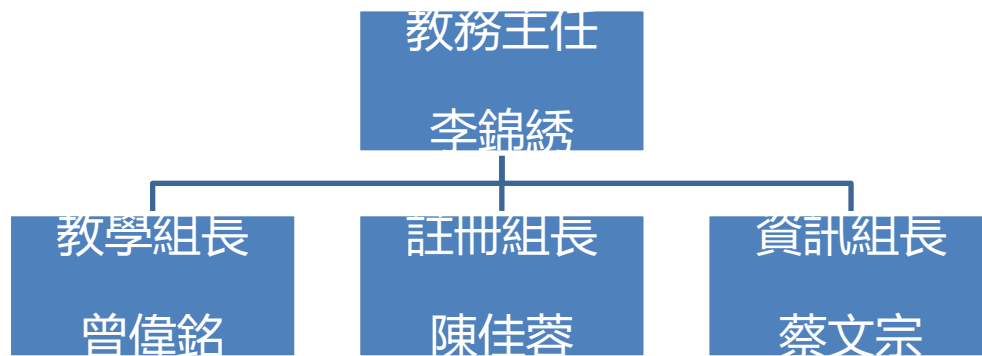 教務主任
李錦綉
教學組長
曾偉銘
註冊組長
陳佳蓉
資訊組長
蔡文宗